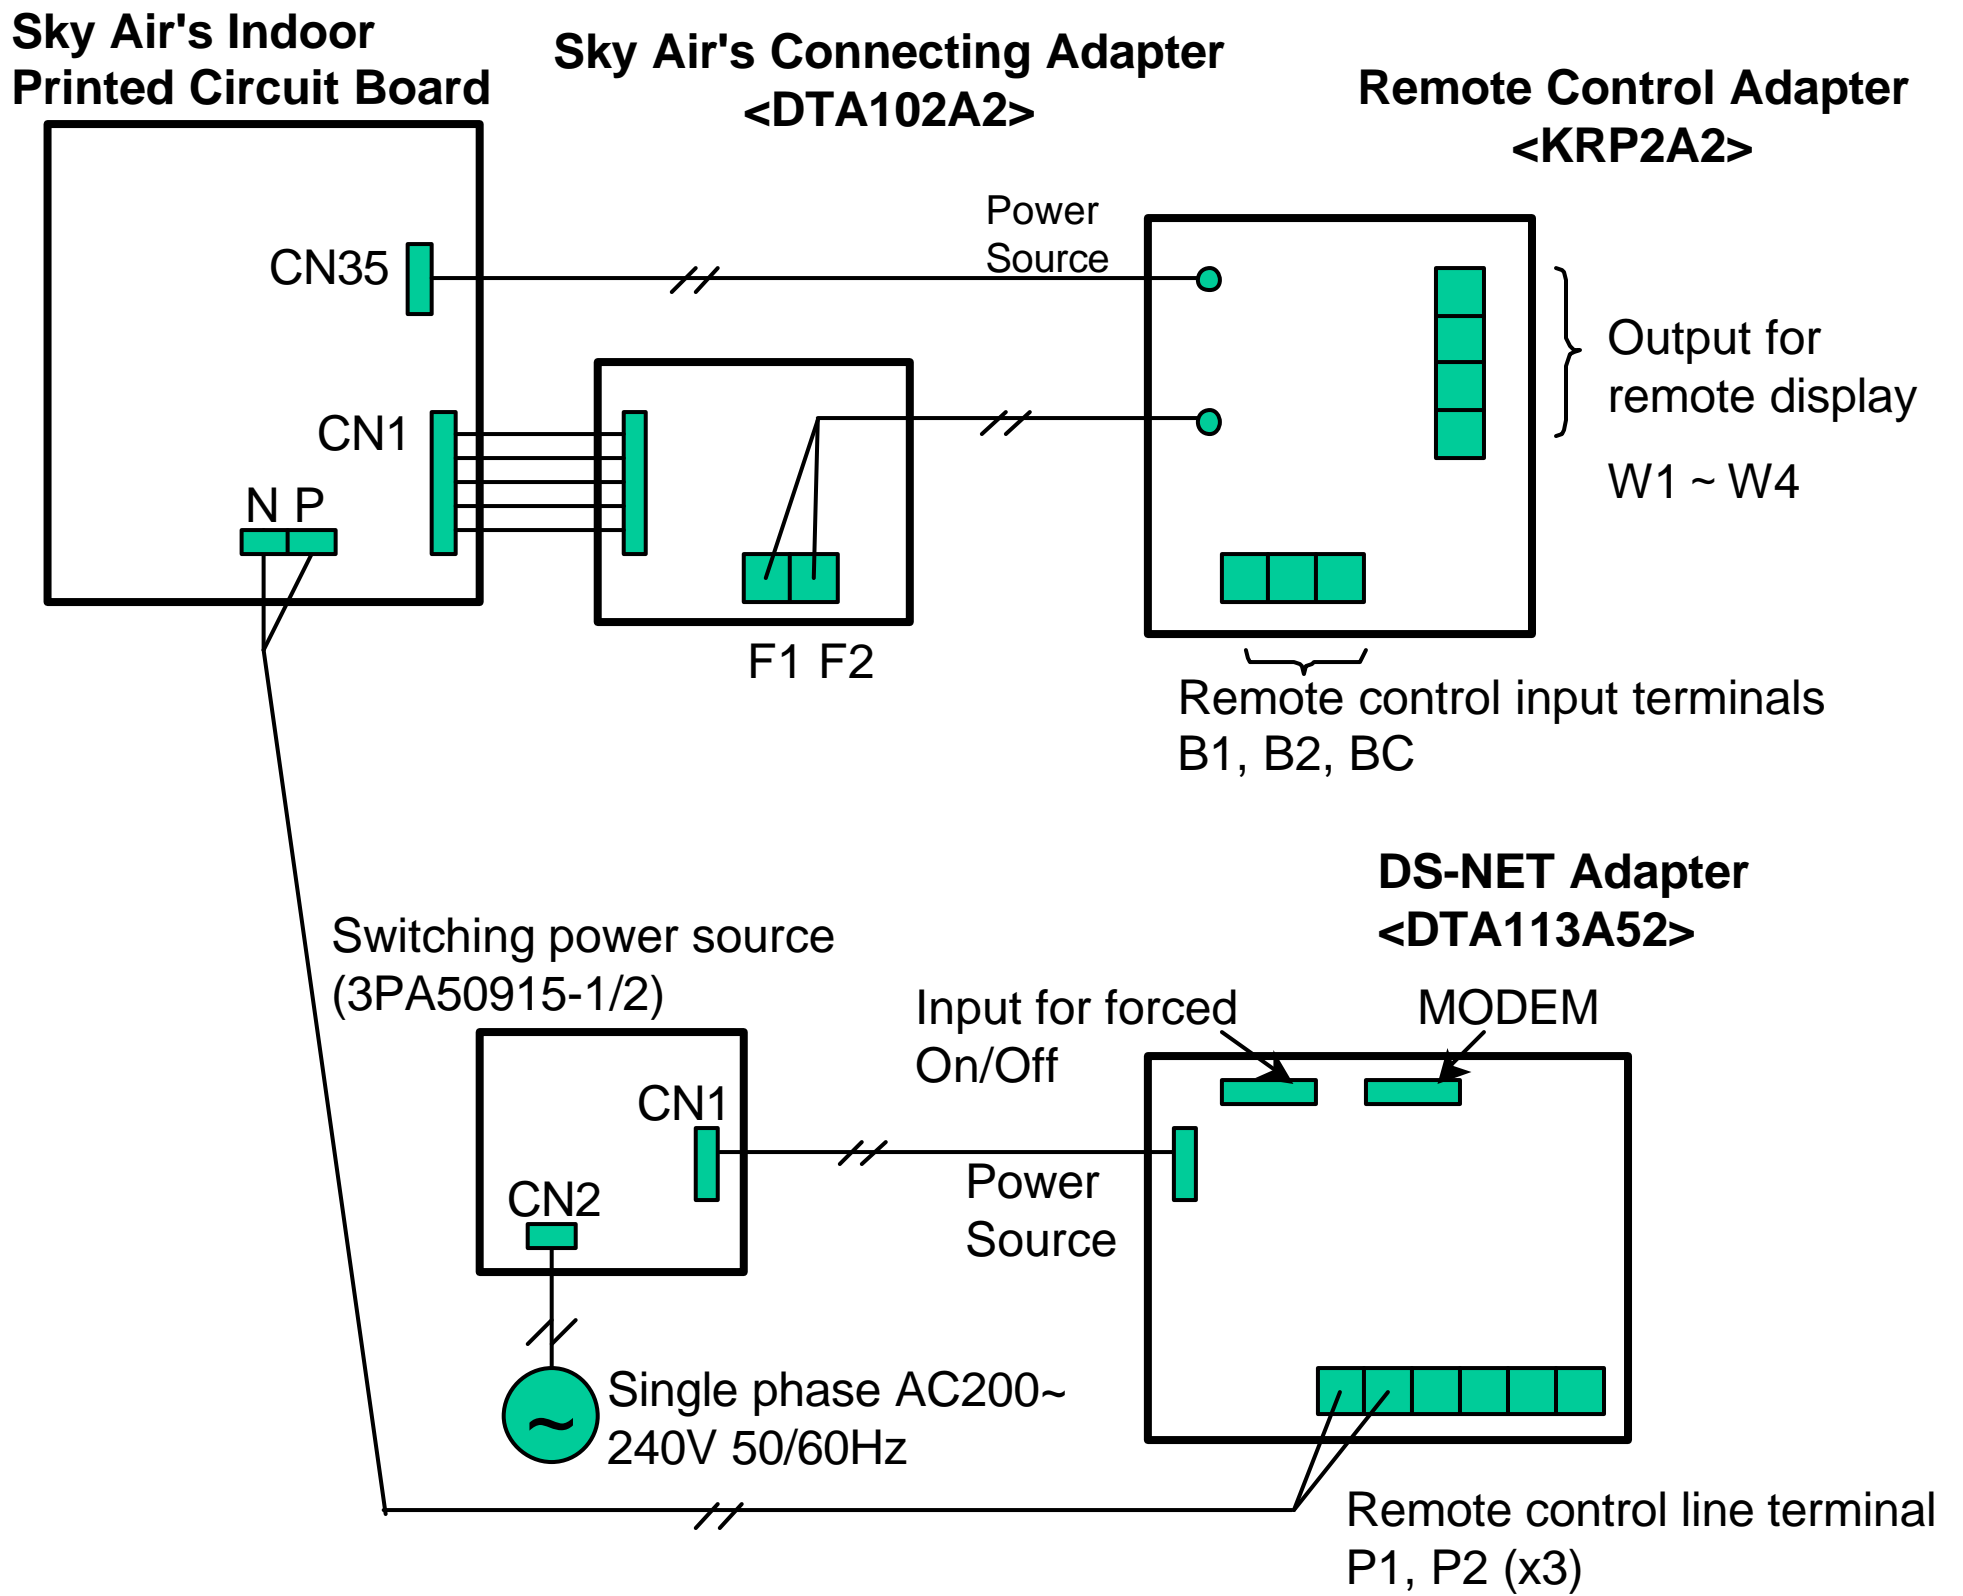 Sky Air's Indoor
Printed Circuit Board
Sky Air's Connecting Adapter
<DTA102A2>
Remote Control Adapter
<KRP2A2>
Power
Source
CN35
CN1
N P
F1 F2
Output for
remote display
W1 ~ W4
Remote control input terminals
B1, B2, BC
DS-NET Adapter
<DTA113A52>
Switching power source
(3PA50915-1/2)
Input for forced
On/Off
MODEM
CN1
CN2
Power
Source
~
Single phase AC200~
240V 50/60Hz
Remote control line terminal
P1, P2 (x3)